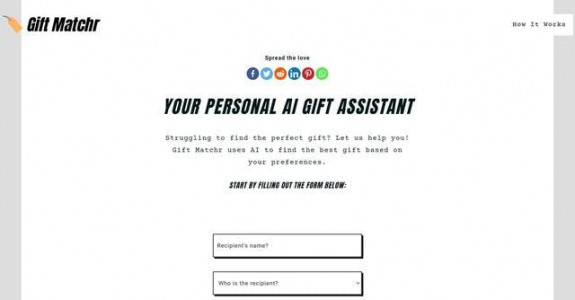 Gift Matchr
How It Works
Spread the love
YOUR PERSONAL AI GIFT ASSISTANT
Struggling to find the perfect gift? Let us help you!
Gift Matchr uses AI to find the best gift based on
your preferences.
START BY FILLING OUT THE FORM BELOW:
Recipient's name?
Who is the recipient?